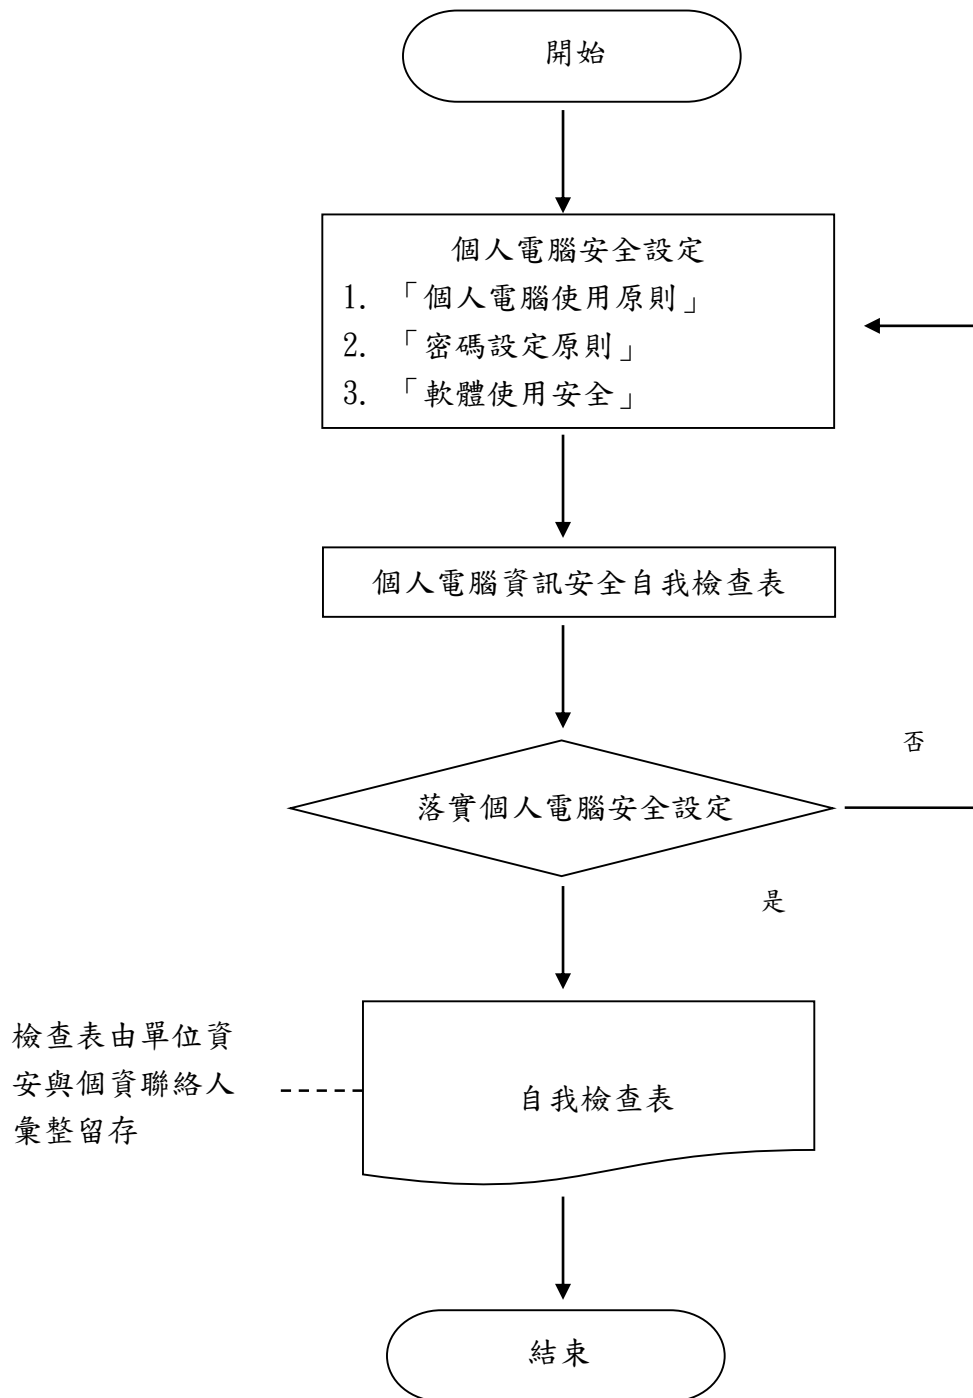 開始
個人電腦安全設定
1. 「個人電腦使用原則」
2. 「密碼設定原則」
3. 「軟體使用安全」
個人電腦資訊安全自我檢查表
否
落實個人電腦安全設定
是
檢查表由單位資
安與個資聯絡人
彙整留存
自我檢查表
結束